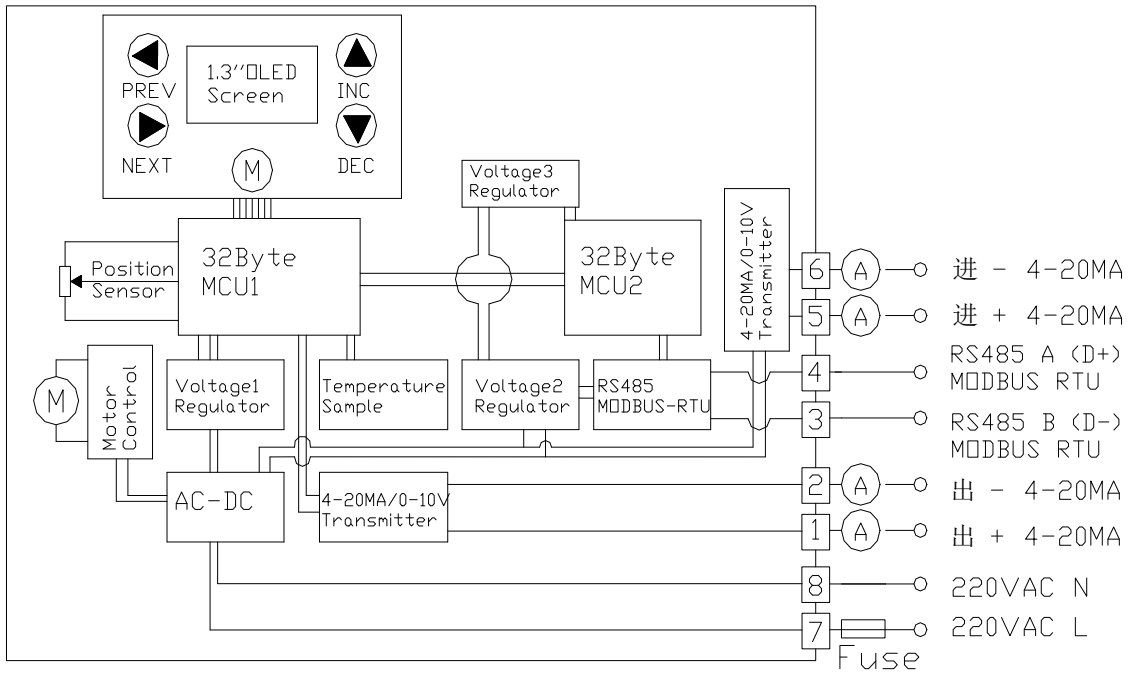 PREV
1.3''OLED
Screen
INC
NEXT
DEC
M
Voltage3
Regulator
32Byte
MCU1
32Byte
MCU2
4-20MA/0-10V
Transmitter
Position
Sensor
6
A
进 - 4-20MA
5
A
进 + 4-20MA
M
Motor
Control
Voltage1
Regulator
Temperature
Sample
Voltage2
Regulator
RS485
MODBUS-RTU
4
RS485 A (D+)
MODBUS RTU
3
RS485 B (D-)
MODBUS RTU
AC-DC
4-20MA/0-10V
Transmitter
2
A
出 - 4-20MA
1
A
出 + 4-20MA
8
220VAC N
7
220VAC L
Fuse